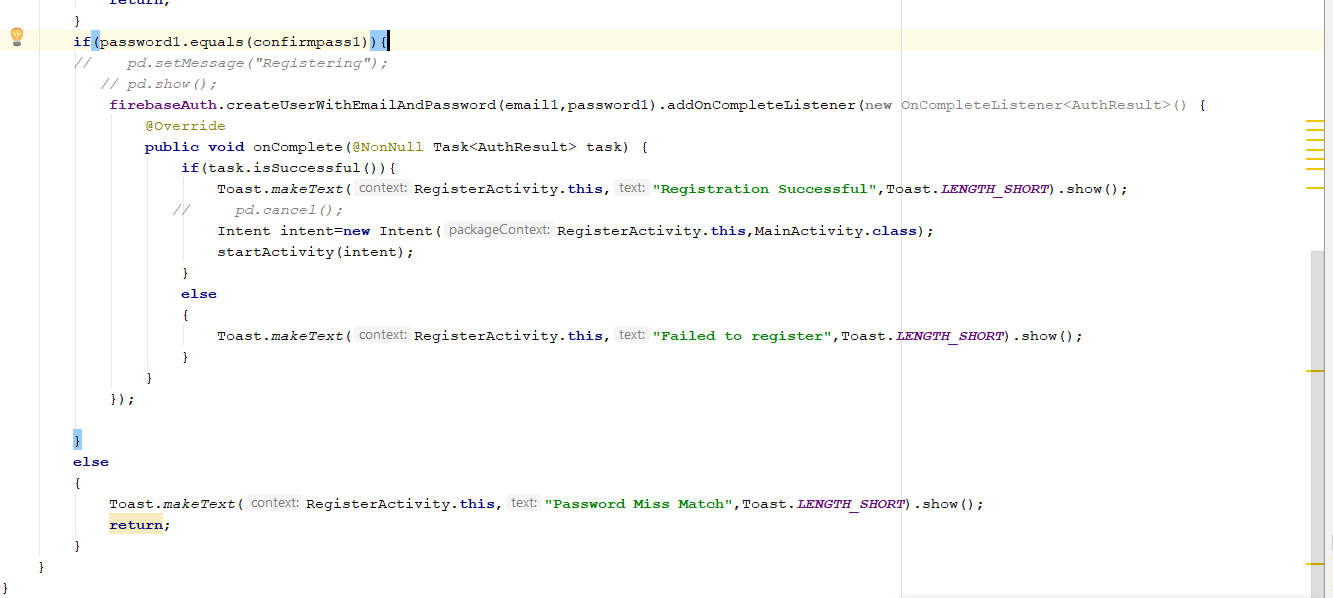 return;
}
if(password1.equals(confirmpass1)){
//    pd.setMessage("Registering");
// pd.show();
firebaseAuth.createUserWithEmailAndPassword(email1,password1).addOnCompleteListener(new OnCompleteListener<AuthResult>() {
@Override
public void onComplete(@NonNull Task<AuthResult> task) {
if(task.isSuccessful()){
Toast.makeText( context: RegisterActivity.this, text: "Registration Successful",Toast.LENGTH_SHORT).show();
//     pd.cancel();
Intent intent=new Intent( packageContext: RegisterActivity.this,MainActivity.class);
startActivity(intent);
}
else
{
Toast.makeText( context: RegisterActivity.this, text: "Failed to register",Toast.LENGTH_SHORT).show();
}
}
});
}
else
{
Toast.makeText( context: RegisterActivity.this, text: "Password Miss Match",Toast.LENGTH_SHORT).show();
return;
}
}
}